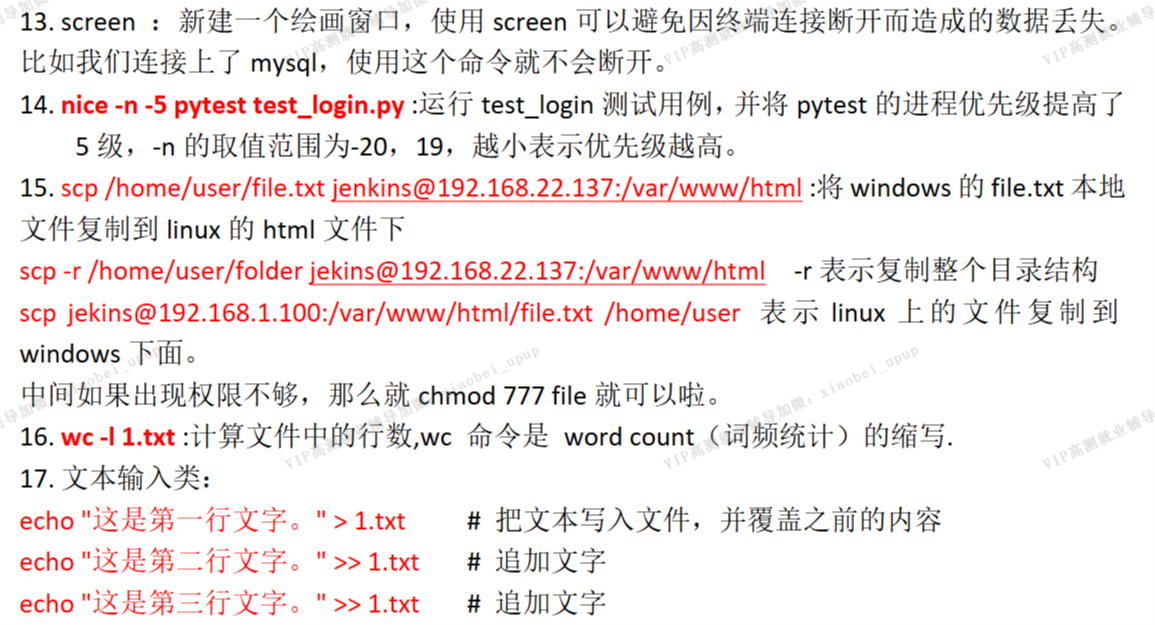 13. screen ：新建一个绘画窗口，使用 screen 可以避免因终端连接断开而造成的数据丢失。
比如我们连接上了 mysql，使用这个命令就不会断开。
14. nice -n -5 pytest test_login.py :运行 test_login 测试用例，并将 pytest 的进程优先级提高了
5 级，-n 的取值范围为-20，19，越小表示优先级越高。
15. scp /home/user/file.txt jenkins@192.168.22.137:/var/www/html :将 windows 的 file.txt 本地
文件复制到 linux 的 html 文件下
scp -r /home/user/folder jekins@192.168.22.137:/var/www/html -r 表示复制整个目录结构
scp jekins@192.168.1.100:/var/www/html/file.txt /home/user 表示 linux 上的文件复制到
windows 下面。
中间如果出现权限不够，那么就 chmod 777 file 就可以啦。
16. wc -l 1.txt :计算文件中的行数,wc 命令是 word count（词频统计）的缩写.
17. 文本输入类：
echo "这是第一行文字。" > 1.txt # 把文本写入文件，并覆盖之前的内容
echo "这是第二行文字。" >> 1.txt # 追加文字
echo "这是第三行文字。" >> 1.txt # 追加文字